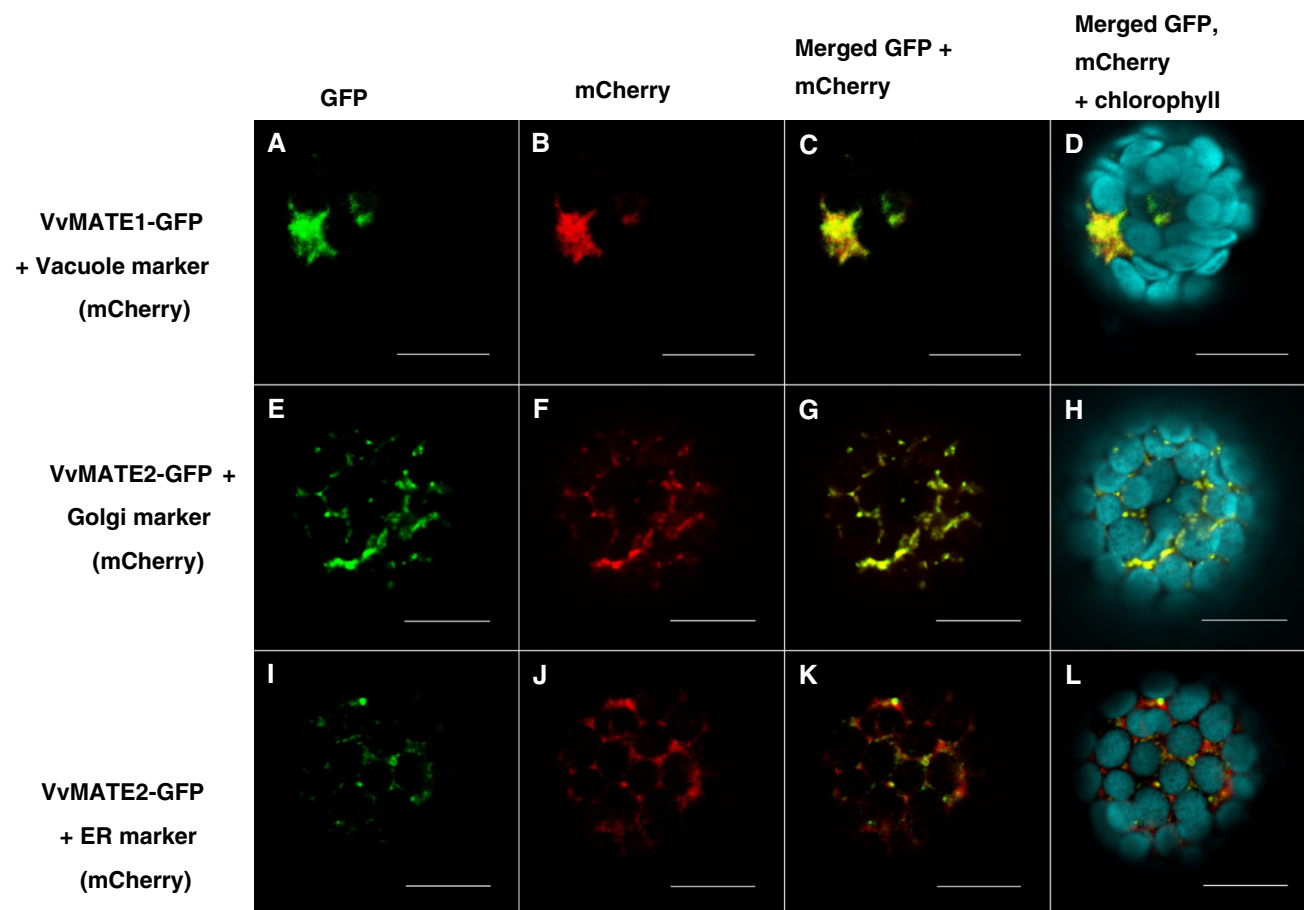 GFP
mCherry
Merged GFP +
mCherry
Merged GFP,
mCherry
+ chlorophyll
VvMATE1-GFP
+ Vacuole marker
(mCherry)
A
B
C
D
VvMATE2-GFP +
Golgi marker
(mCherry)
E
F
G
H
VvMATE2-GFP
+ ER marker
(mCherry)
I
J
K
L